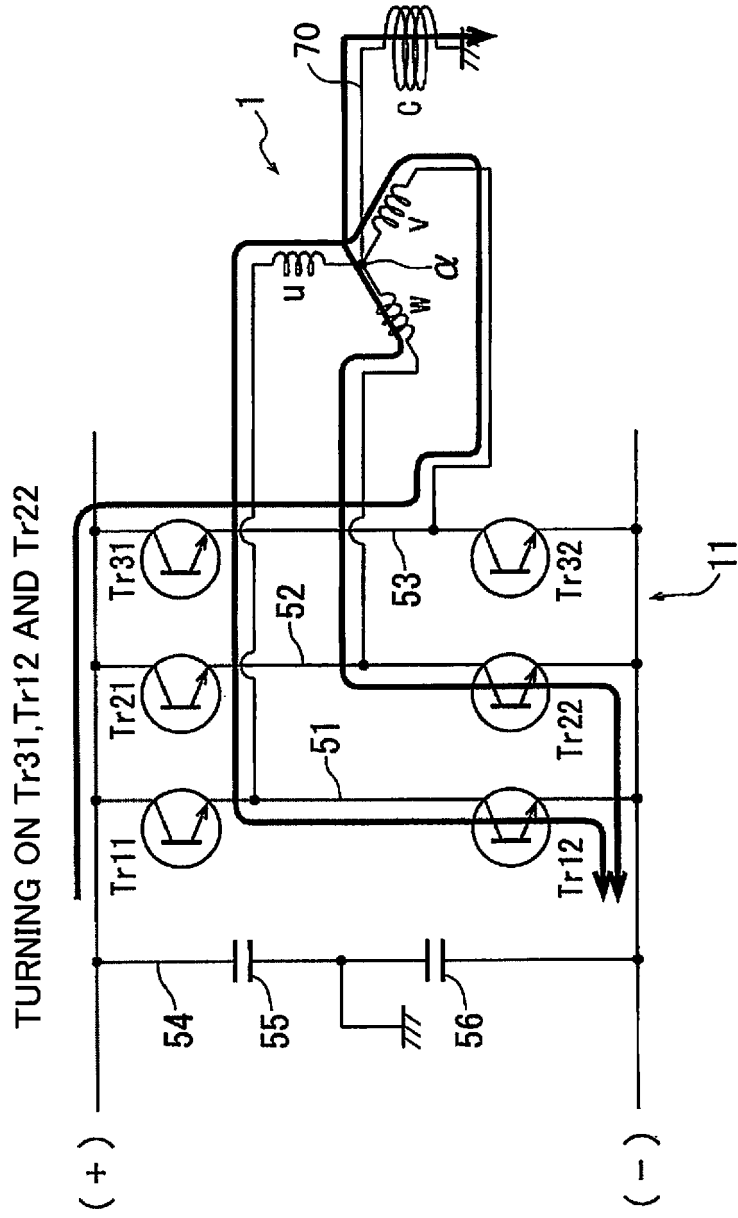 TURNING ON Tr31,Tr12 AND Tr22
(+)
54
55
56
Tr11
Tr21
Tr31
51
52
53
Tr12
Tr22
Tr32
11
(-)
u
v
w
α
1
70
c